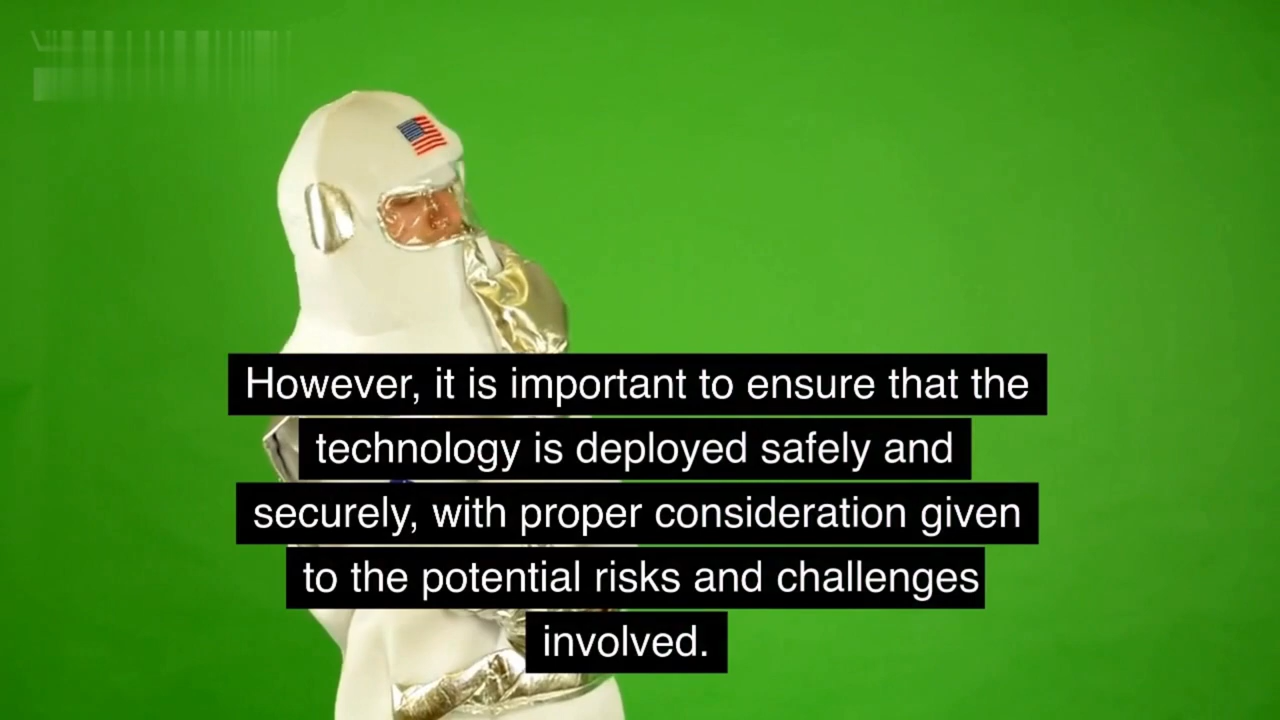 However, it is important to ensure that the
technology is deployed safely and
securely, with proper consideration given
to the potential risks and challenges
involved.